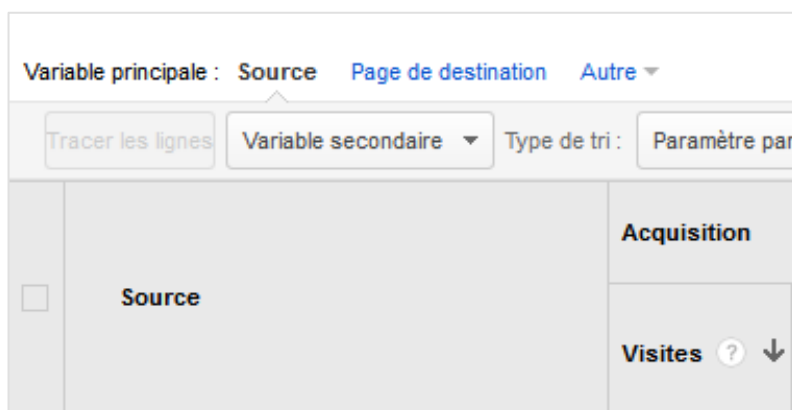 Variable principale : Source Page de destination Autre
Tracer les lignes Variable secondaire Type de tri : Paramètre par
Acquisition
Source
Visites ?